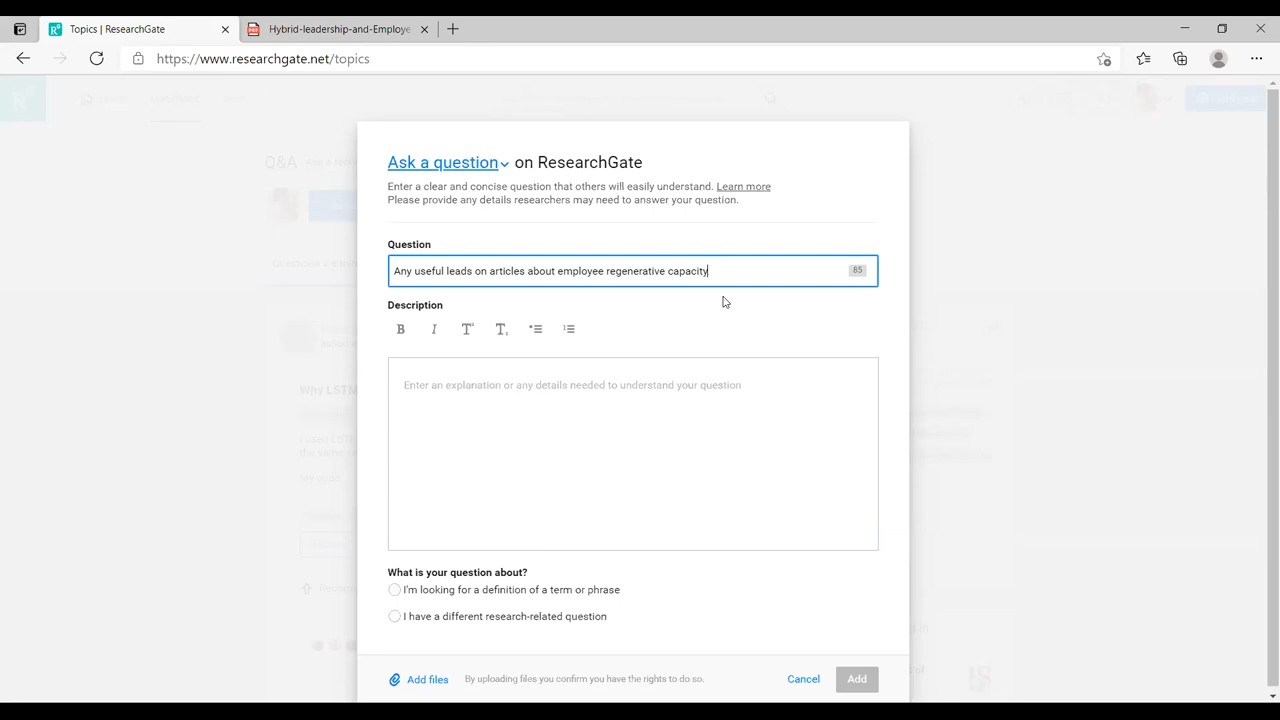 Topics | ResearchGate
Hybrid-leadership-and-Employe
https://www.researchgate.net/topics
Q&A
Ask a question on ResearchGate
Enter a clear and concise question that others will easily understand. Learn more
Please provide any details researchers may need to answer your question.
Question
Any useful leads on articles about employee regenerative capacity
85
Description
B I T T
Enter an explanation or any details needed to understand your question
Why LSTM
What is your question about?
I'm looking for a definition of a term or phrase
I have a different research-related question
Add files
By uploading files you confirm you have the rights to do so.
Cancel
Add